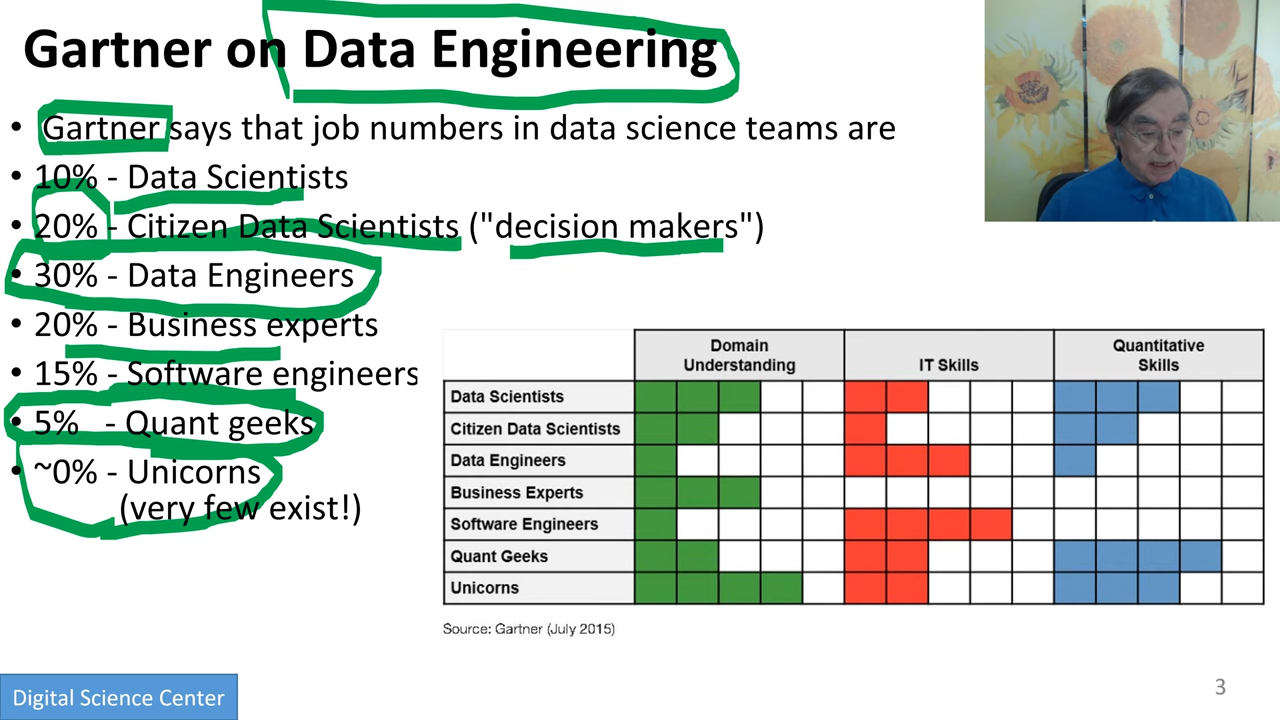 Gartner on Data Engineering
• Gartner says that job numbers in data science teams are
• 10% - Data Scientists
• 20% - Citizen Data Scientists ("decision makers")
• 30% - Data Engineers
• 20% - Business experts
• 15% - Software engineers
• 5% - Quant geeks
• ~0% - Unicorns
(very few exist!)
Domain Understanding
IT Skills
Quantitative Skills
Data Scientists
Citizen Data Scientists
Data Engineers
Business Experts
Software Engineers
Quant Geeks
Unicorns
Source: Gartner (July 2015)
Digital Science Center
3